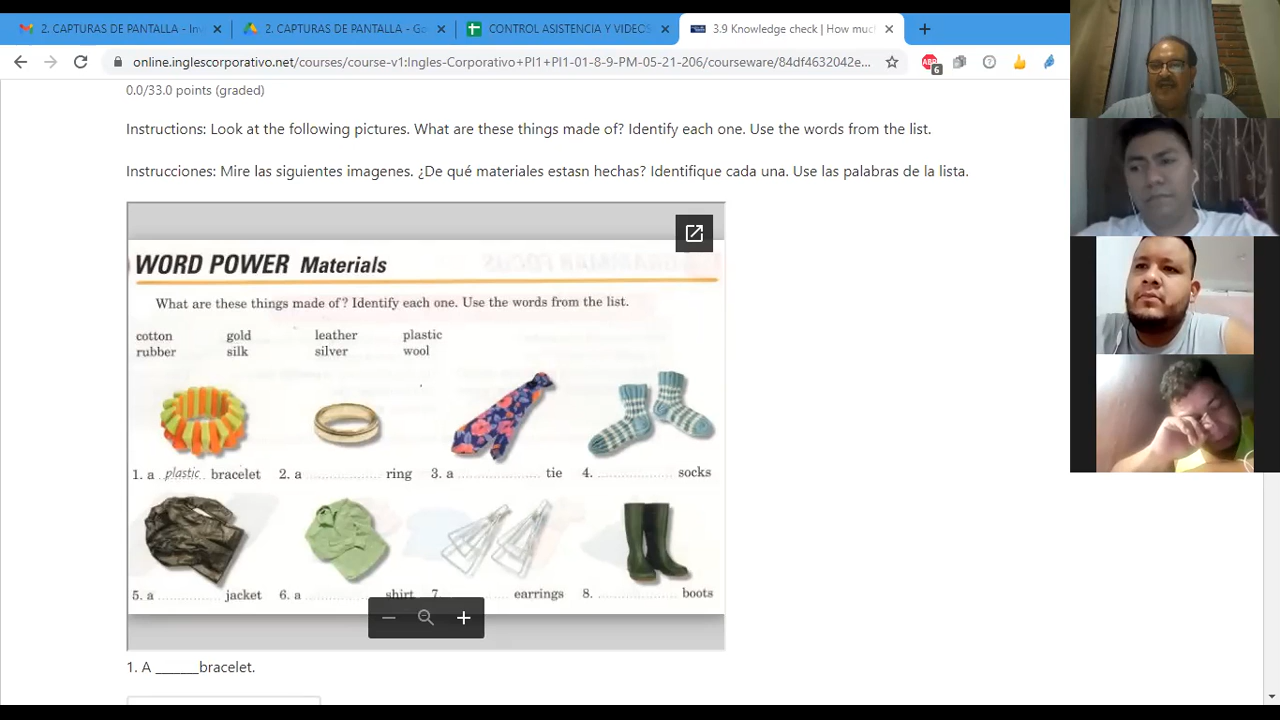 2. CAPTURAS DE PANTALLA - Inv
2. CAPTURAS DE PANTALLA - Go
CONTROL ASISTENCIA Y VIDEOS
3.9 Knowledge check | How much
online.inglescorporativo.net/courses/course-v1:Ingles-Corporativo+PI1+PI1-01-8-9-PM-05-21-206/courseware/84df4632042e...
ABP
6
0.0/33.0 points (graded)
Instructions: Look at the following pictures. What are these things made of? Identify each one. Use the words from the list.
Instrucciones: Mire las siguientes imagenes. ¿De qué materiales estasn hechas? Identifique cada una. Use las palabras de la lista.
WORD POWER Materials
What are these things made of? Identify each one. Use the words from the list.
cotton gold leather plastic
rubber silk silver wool
1. a plastic bracelet 2. a .......... ring 3. a .......... tie 4. .......... socks
5. a .......... jacket 6. a .......... shirt 7. .......... earrings 8. .......... boots
1. A ______bracelet.